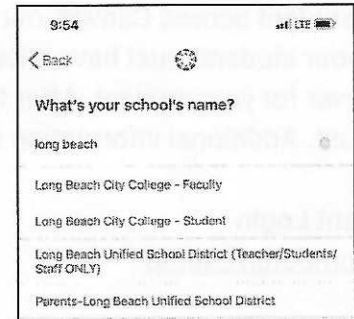 9:54
LTE
Back
What's your school's name?
long beach
Long Beach City College - Faculty
Long Beach City College - Student
Long Beach Unified School District (Teacher/Students/
Staff ONLY)
Parents-Long Beach Unified School District